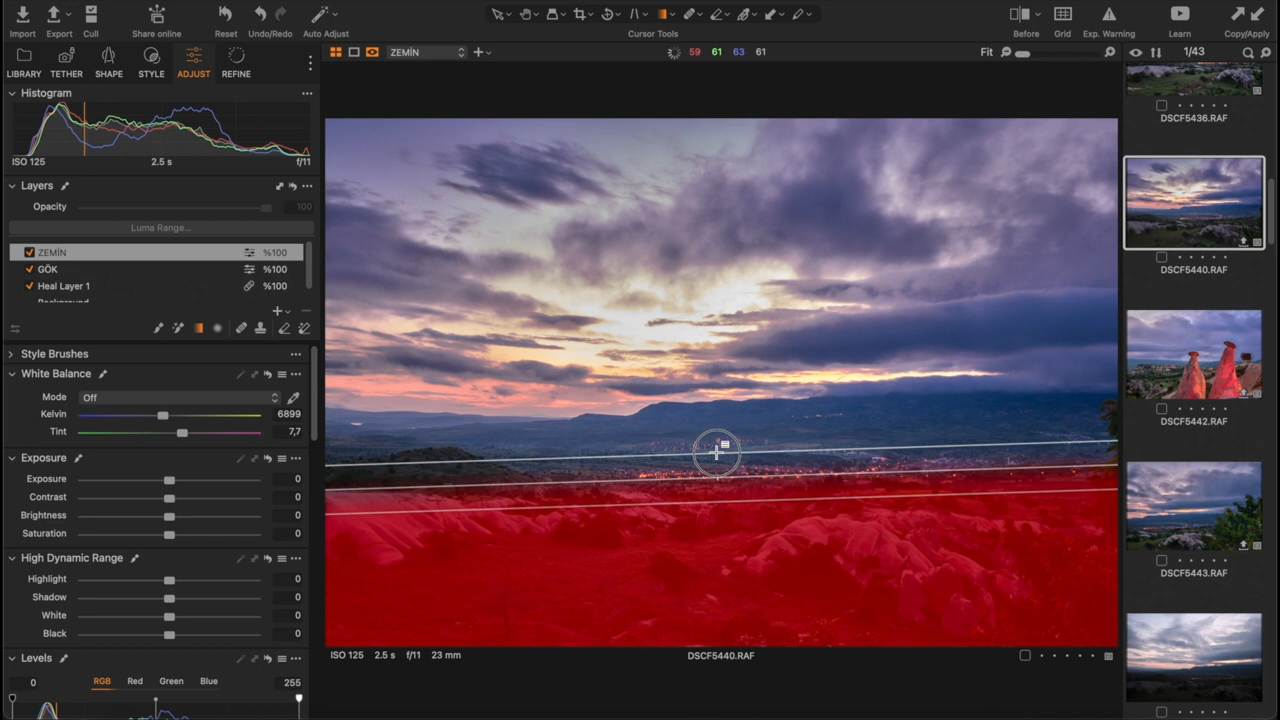 Import
Export
Cull
Share online
Reset
Undo/Redo
Auto Adjust
Cursor Tools
Before
Grid
Exp. Warning
Learn
Copy/Apply
LIBRARY
TETHER
SHAPE
STYLE
ADJUST
REFINE
ZEMİN
59 61 63 61
Fit
1/43
Histogram
ISO 125 2.5 s f/11
Layers
Opacity 100
Luma Range...
ZEMİN %100
GÖK %100
Heal Layer 1 %100
Background
Style Brushes
White Balance
Mode Off
Kelvin 6899
Tint 7,7
Exposure
Exposure 0
Contrast 0
Brightness 0
Saturation 0
High Dynamic Range
Highlight 0
Shadow 0
White 0
Black 0
Levels
0 RGB Red Green Blue 255
ISO 125 2.5 s f/11 23 mm
DSCF5440.RAF
DSCF5436.RAF
DSCF5440.RAF
DSCF5442.RAF
DSCF5443.RAF